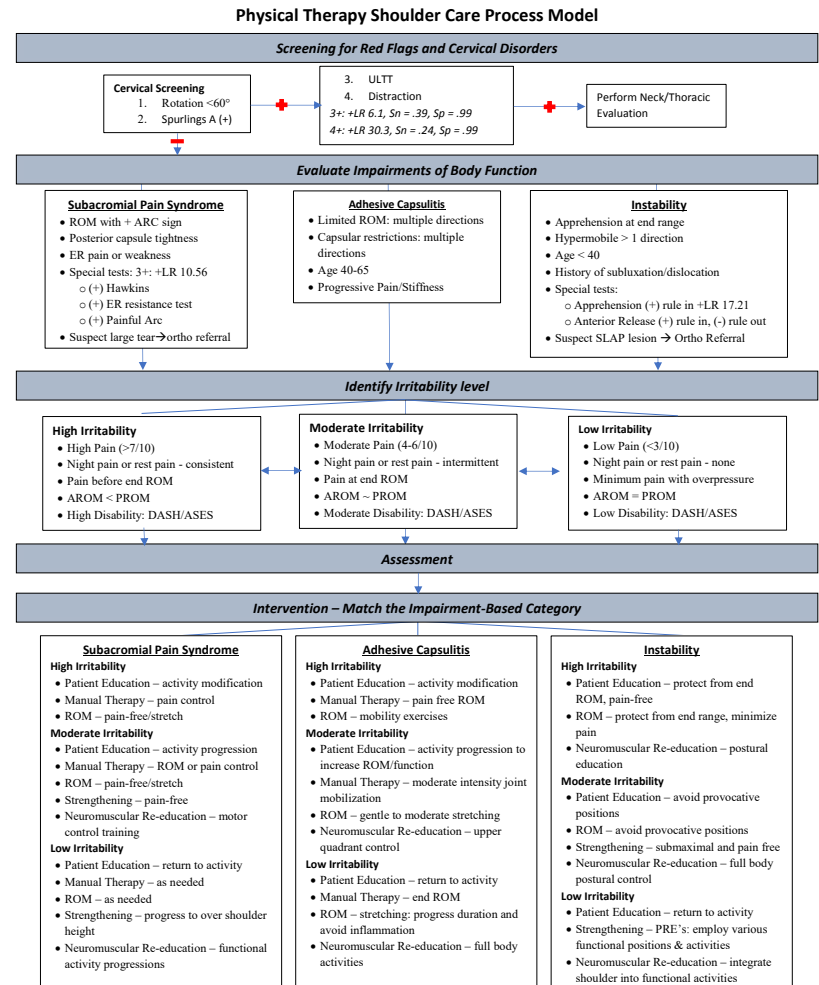 Physical Therapy Shoulder Care Process Model
Screening for Red Flags and Cervical Disorders
Cervical Screening
1. Rotation <60°
2. Spurlings A (+)
3. ULTT
4. Distraction
3+: +LR 6.1, Sn = .39, Sp = .99
4+: +LR 30.3, Sn = .24, Sp = .99
Perform Neck/Thoracic
Evaluation
Evaluate Impairments of Body Function
Subacromial Pain Syndrome
• ROM with + ARC sign
• Posterior capsule tightness
• ER pain or weakness
• Special tests: 3+: +LR 10.56
o (+) Hawkins
o (+) ER resistance test
o (+) Painful Arc
• Suspect large tear→ortho referral
Adhesive Capsulitis
• Limited ROM: multiple directions
• Capsular restrictions: multiple
directions
• Age 40-65
• Progressive Pain/Stiffness
Instability
• Apprehension at end range
• Hypermobile > 1 direction
• Age < 40
• History of subluxation/dislocation
• Special tests:
o Apprehension (+) rule in +LR 17.21
o Anterior Release (+) rule in, (-) rule out
• Suspect SLAP lesion → Ortho Referral
Identify Irritability level
High Irritability
• High Pain (>7/10)
• Night pain or rest pain - consistent
• Pain before end ROM
• AROM < PROM
• High Disability: DASH/ASES
Moderate Irritability
• Moderate Pain (4-6/10)
• Night pain or rest pain - intermittent
• Pain at end ROM
• AROM ~ PROM
• Moderate Disability: DASH/ASES
Low Irritability
• Low Pain (<3/10)
• Night pain or rest pain - none
• Minimum pain with overpressure
• AROM = PROM
• Low Disability: DASH/ASES
Assessment
Intervention – Match the Impairment-Based Category
Subacromial Pain Syndrome
High Irritability
• Patient Education – activity modification
• Manual Therapy – pain control
• ROM – pain-free/stretch
Moderate Irritability
• Patient Education – activity progression
• Manual Therapy – ROM or pain control
• ROM – pain-free/stretch
• Strengthening – pain-free
• Neuromuscular Re-education – motor
control training
Low Irritability
• Patient Education – return to activity
• Manual Therapy – as needed
• ROM – as needed
• Strengthening – progress to over shoulder
height
• Neuromuscular Re-education – functional
activity progressions
Adhesive Capsulitis
High Irritability
• Patient Education – activity modification
• Manual Therapy – pain free ROM
• ROM – mobility exercises
Moderate Irritability
• Patient Education – activity progression to
increase ROM/function
• Manual Therapy – moderate intensity joint
mobilization
• ROM – gentle to moderate stretching
• Neuromuscular Re-education – upper
quadrant control
Low Irritability
• Patient Education – return to activity
• Manual Therapy – end ROM
• ROM – stretching: progress duration and
avoid inflammation
• Neuromuscular Re-education – full body
activities
Instability
High Irritability
• Patient Education – protect from end
ROM, pain-free
• ROM – protect from end range, minimize
pain
• Neuromuscular Re-education – postural
education
Moderate Irritability
• Patient Education – avoid provocative
positions
• ROM – avoid provocative positions
• Strengthening – submaximal and pain free
• Neuromuscular Re-education – full body
postural control
Low Irritability
• Patient Education – return to activity
• Strengthening – PRE's: employ various
functional positions & activities
• Neuromuscular Re-education – integrate
shoulder into functional activities